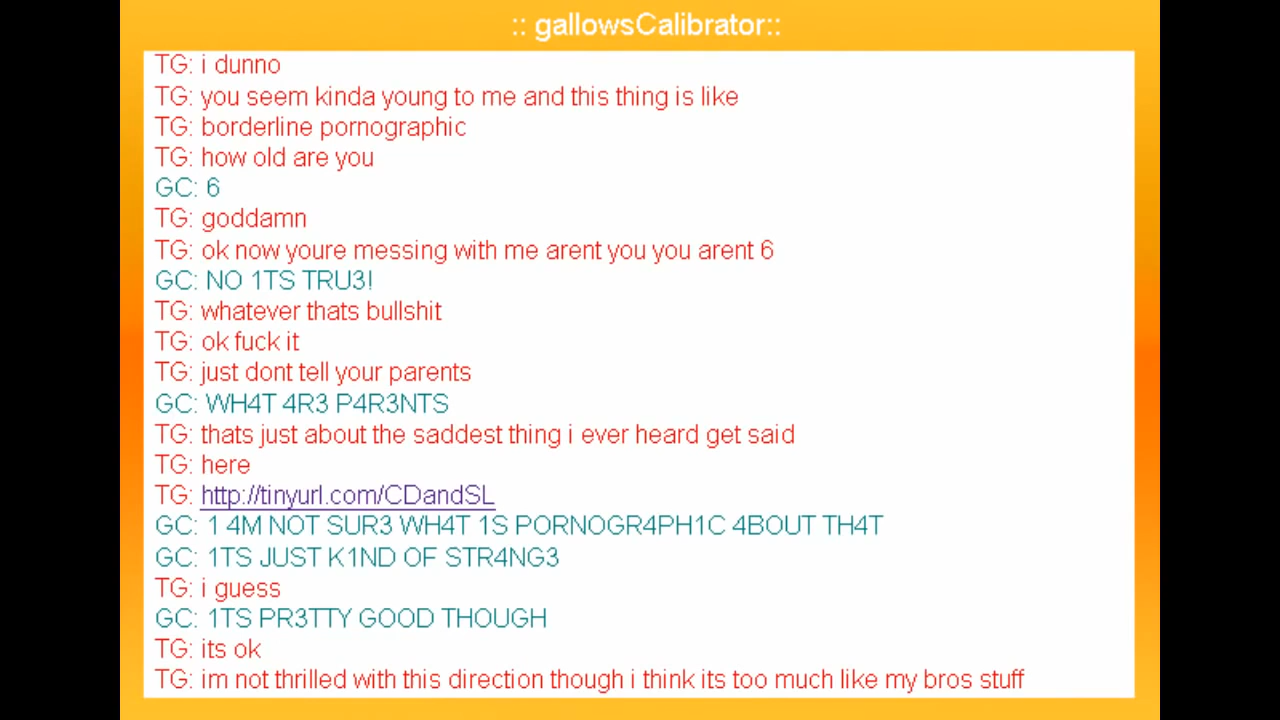 :: gallowsCalibrator::
TG: i dunno
TG: you seem kinda young to me and this thing is like
TG: borderline pornographic
TG: how old are you
GC: 6
TG: goddamn
TG: ok now youre messing with me arent you you arent 6
GC: NO 1TS TRU3!
TG: whatever thats bullshit
TG: ok fuck it
TG: just dont tell your parents
GC: WH4T 4R3 P4R3NTS
TG: thats just about the saddest thing i ever heard get said
TG: here
TG: http://tinyurl.com/CDandSL
GC: 1 4M NOT SUR3 WH4T 1S PORNOGR4PH1C 4BOUT TH4T
GC: 1TS JUST K1ND OF STR4NG3
TG: i guess
GC: 1TS PR3TTY GOOD THOUGH
TG: its ok
TG: im not thrilled with this direction though i think its too much like my bros stuff